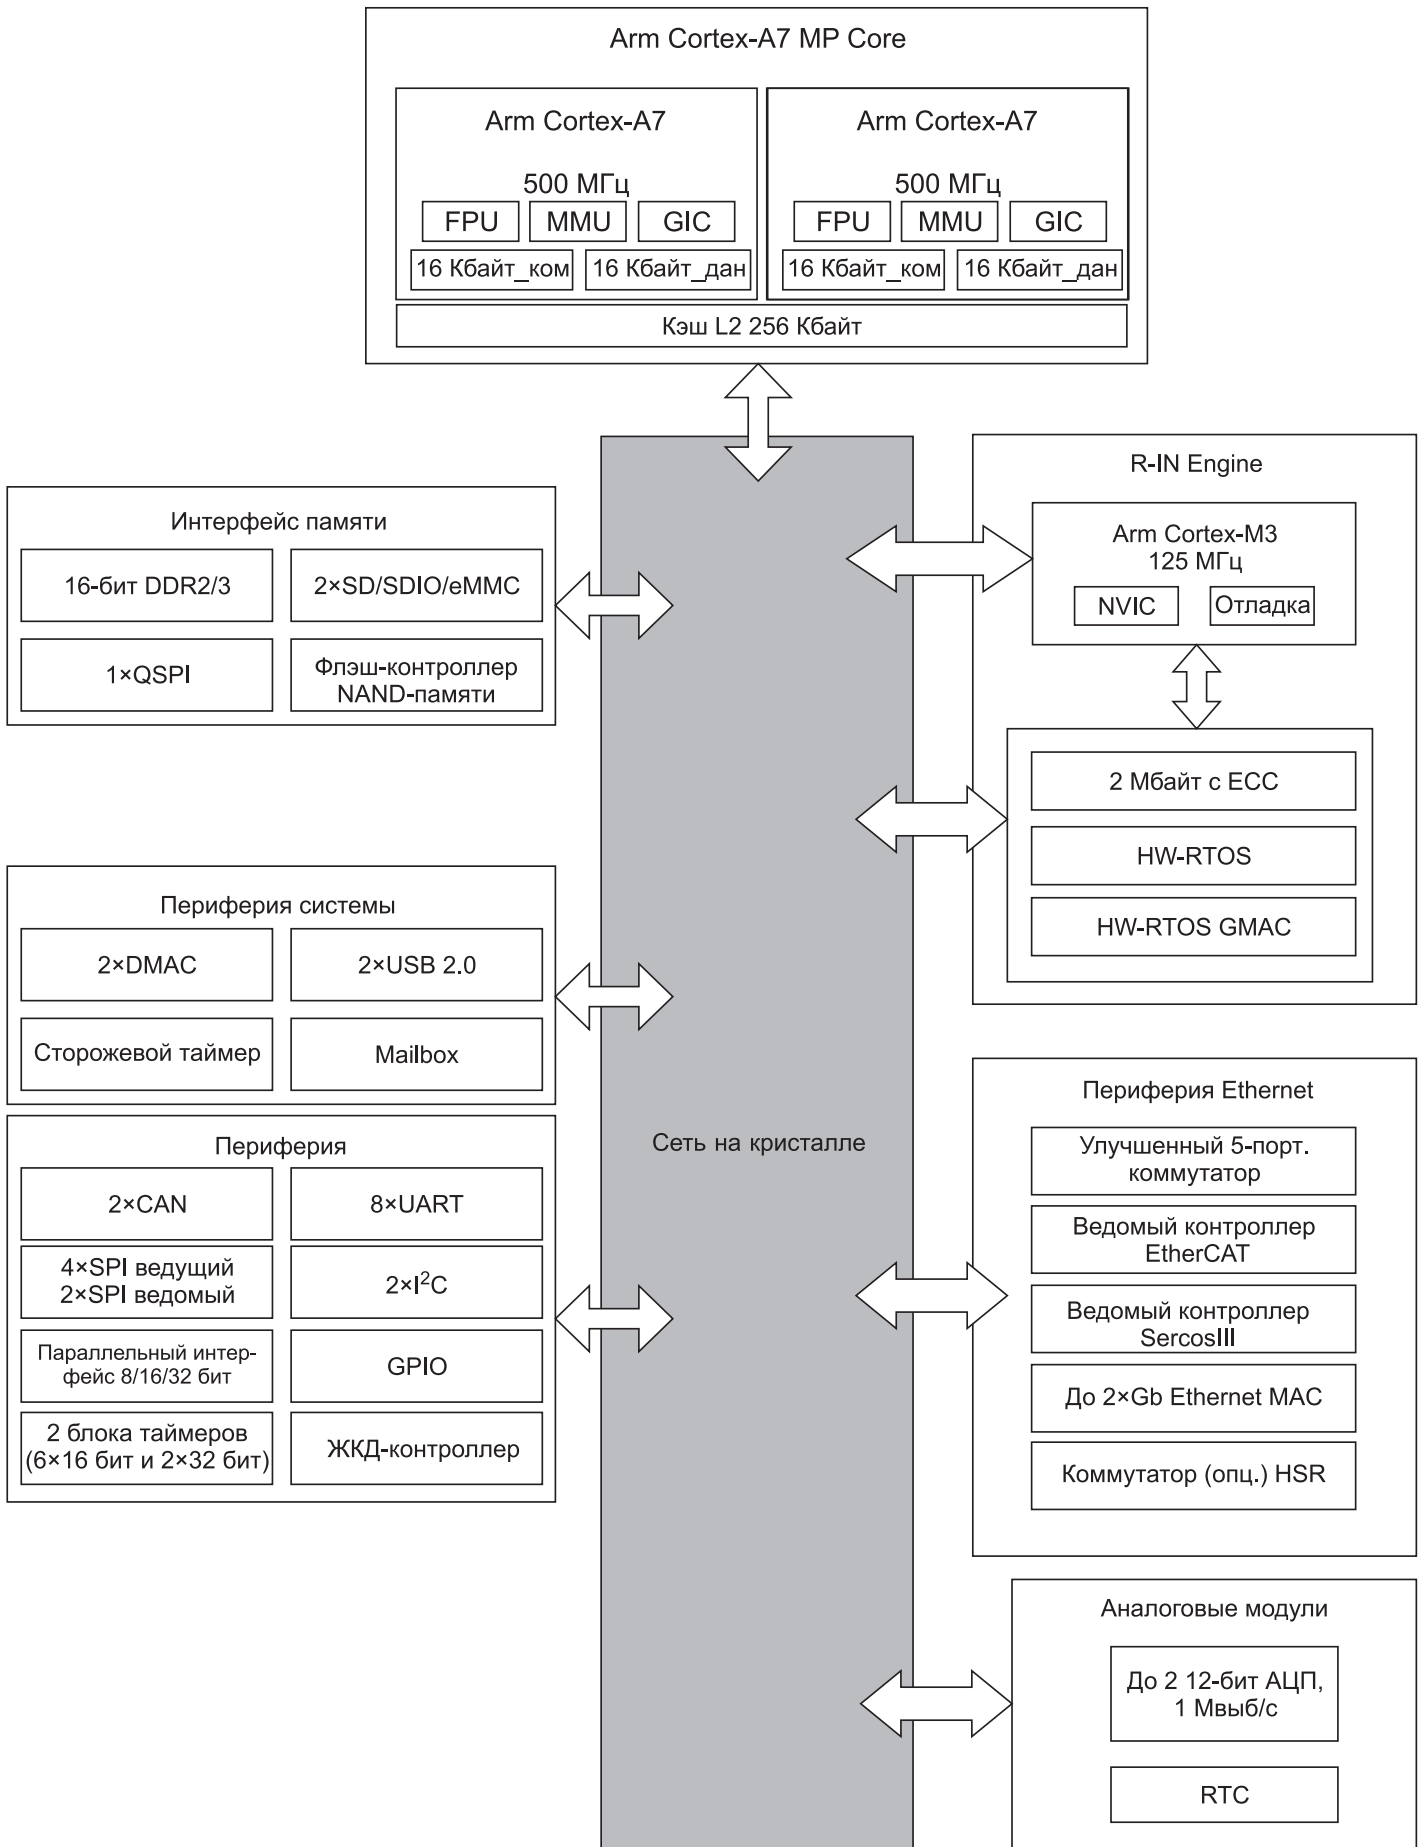 Arm Cortex-A7 MP Core
Arm Cortex-A7
500 МГц
FPU
MMU
GIC
16 Кбайт_ком
16 Кбайт_дан
Arm Cortex-A7
500 МГц
FPU
MMU
GIC
16 Кбайт_ком
16 Кбайт_дан
Кэш L2 256 Кбайт
Интерфейс памяти
16-бит DDR2/3
2×SD/SDIO/eMMC
1×QSPI
Флэш-контроллер
NAND-памяти
Периферия системы
2×DMAC
2×USB 2.0
Сторожевой таймер
Mailbox
Периферия
2×CAN
8×UART
4×SPI ведущий
2×SPI ведомый
2×I²C
Параллельный интер-
фейс 8/16/32 бит
GPIO
2 блока таймеров
(6×16 бит и 2×32 бит)
ЖКД-контроллер
Сеть на кристалле
R-IN Engine
Arm Cortex-M3
125 МГц
NVIC
Отладка
2 Мбайт с ECC
HW-RTOS
HW-RTOS GMAC
Периферия Ethernet
Улучшенный 5-порт.
коммутатор
Ведомый контроллер
EtherCAT
Ведомый контроллер
SercosIII
До 2×Gb Ethernet MAC
Коммутатор (опц.) HSR
Аналоговые модули
До 2 12-бит АЦП,
1 Мвыб/с
RTC